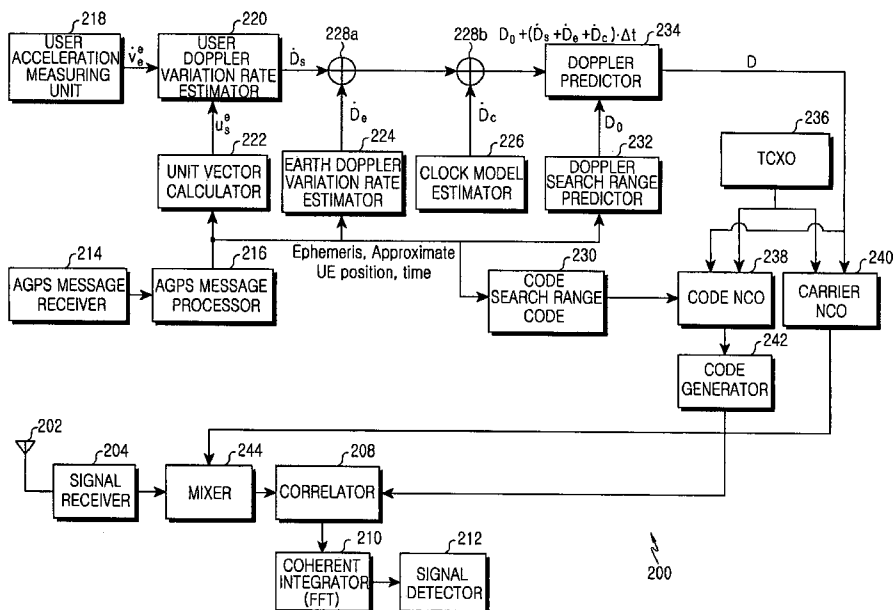 218
USER
ACCELERATION
MEASURING
UNIT
v̇ₑᵉ
220
USER
DOPPLER
VARIATION RATE
ESTIMATOR
Ḋₛ
228a
228b
D₀+(Ḋₛ+Ḋₑ+Ḋ꜀)·Δt
234
DOPPLER
PREDICTOR
D
uₛᵉ
Ḋₑ
Ḋ꜀
D₀
222
UNIT VECTOR
CALCULATOR
224
EARTH DOPPLER
VARIATION RATE
ESTIMATOR
226
CLOCK MODEL
ESTIMATOR
232
DOPPLER
SEARCH RANGE
PREDICTOR
236
TCXO
214
AGPS MESSAGE
RECEIVER
216
AGPS MESSAGE
PROCESSOR
Ephemeris, Approximate
UE position, time
230
CODE
SEARCH RANGE
CODE
238
CODE NCO
240
CARRIER
NCO
242
CODE
GENERATOR
202
204
SIGNAL
RECEIVER
244
MIXER
208
CORRELATOR
210
COHERENT
INTEGRATOR
(FFT)
212
SIGNAL
DETECTOR
200